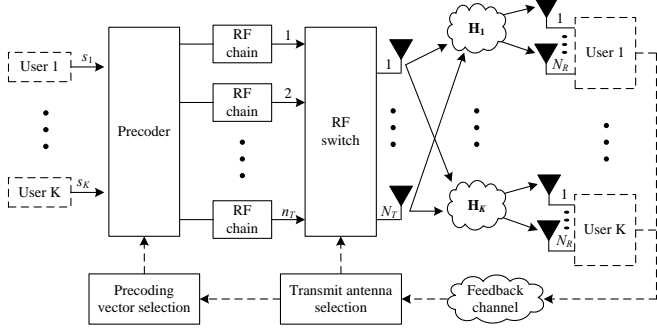 User 1
s1
User K
sK
Precoder
RF
chain
1
RF
chain
2
RF
chain
nT
RF
switch
1
NT
H1
HK
1
NR
User 1
1
NR
User K
Precoding
vector selection
Transmit antenna
selection
Feedback
channel